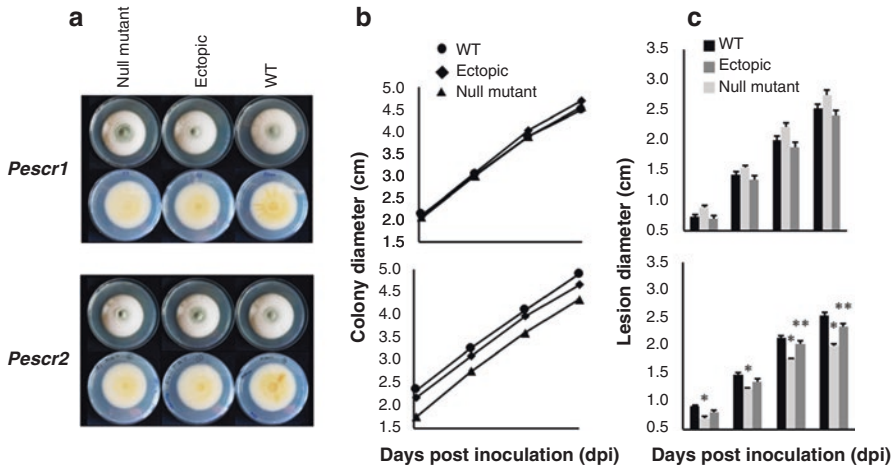 a
Null mutant
Ectopic
WT
Pescr1
Pescr2
b
WT
Ectopic
Null mutant
Colony diameter (cm)
5.0
4.5
4.0
3.5
3.0
2.5
2.0
1.5
5.0
4.5
4.0
3.5
3.0
2.5
2.0
1.5
Days post inoculation (dpi)
c
WT
Ectopic
Null mutant
Lesion diameter (cm)
3.5
3.0
2.5
2.0
1.5
1.0
0.5
3.5
3.0
2.5
2.0
1.5
1.0
0.5
*
*
*
**
*
**
Days post inoculation (dpi)